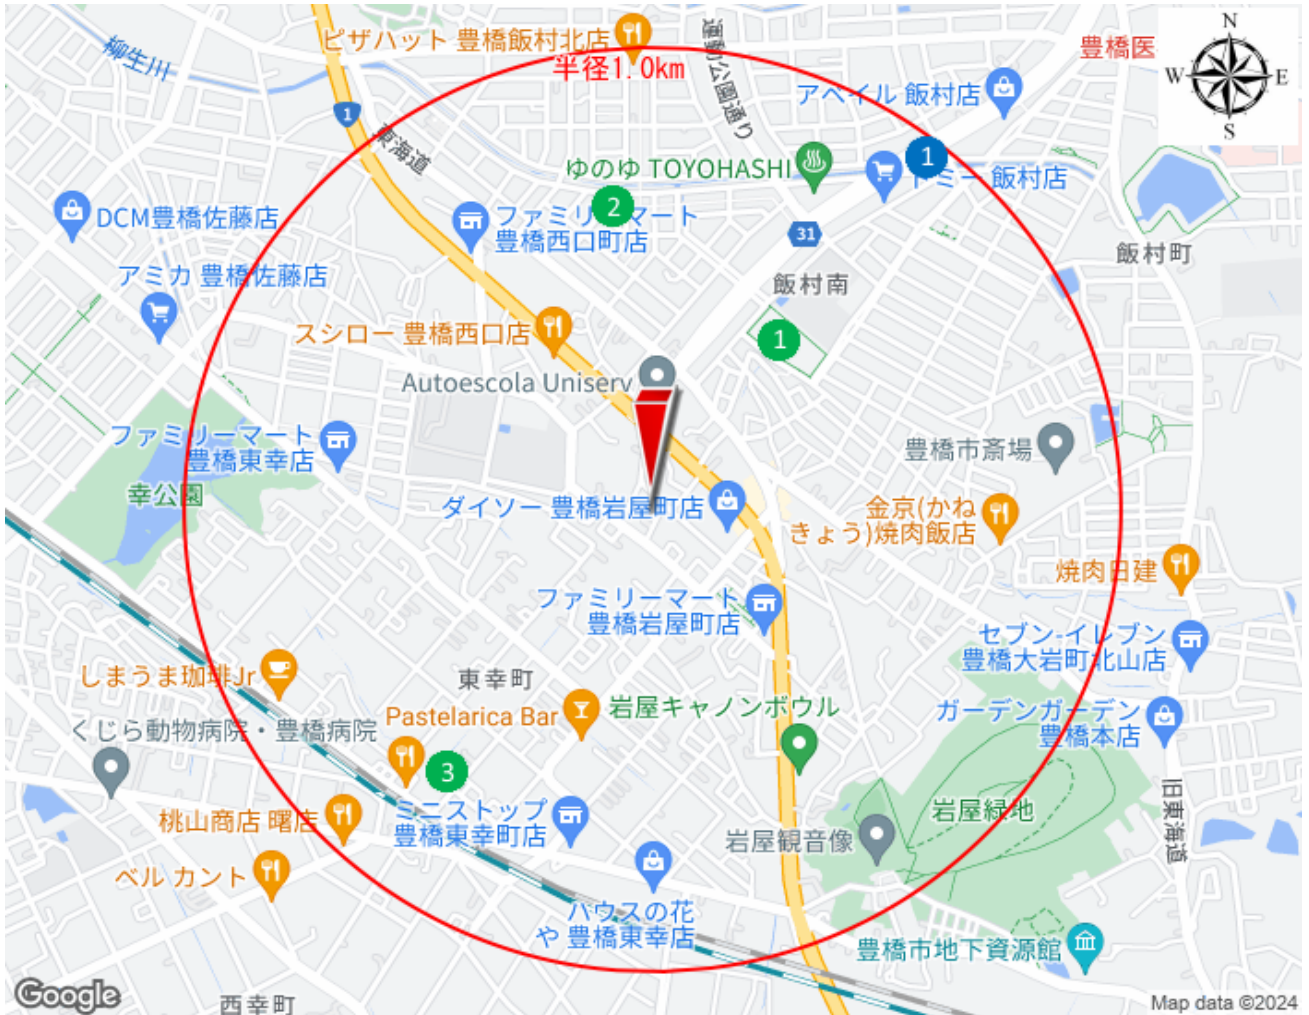 N
W
E
S
ピザハット 豊橋飯村北店
半径1.0km
柳生川
運動公園通り
豊橋医
アベイル 飯村店
1
東海道
ゆのゆ TOYOHASHI
1
ドミー 飯村店
DCM豊橋佐藤店
2
ファミリーマート
豊橋西口町店
31
飯村町
アミカ 豊橋佐藤店
飯村南
スシロー 豊橋西口店
1
Autoescola Uniserv
ファミリーマート
豊橋東幸店
豊橋市斎場
幸公園
ダイソー 豊橋岩屋町店
金京(かね
きょう)焼肉飯店
焼肉日建
ファミリーマート
豊橋岩屋町店
セブン-イレブン
豊橋大岩町北山店
しまうま珈琲Jr
東幸町
Pastelarica Bar
岩屋キャノンボウル
ガーデンガーデン
豊橋本店
くじら動物病院・豊橋病院
3
ミニストップ
豊橋東幸町店
桃山商店 曙店
岩屋緑地
旧東海道
岩屋観音像
ベル カント
ハウスの花
や 豊橋東幸店
豊橋市地下資源館
Google
西幸町
Map data ©2024